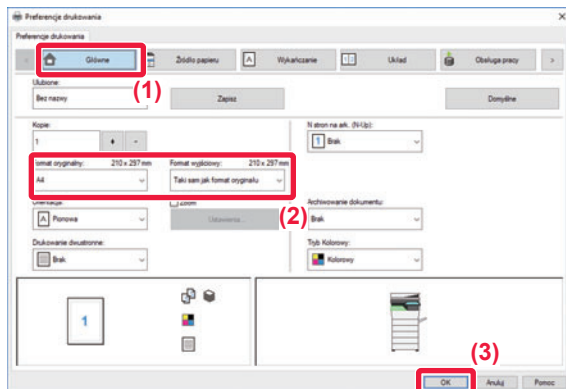 Preferencje drukowania
Preferencje drukowania
Główne
Źródło papieru
Wykańczanie
Układ
Obsługa pracy
(1)
Ulubione:
Bez nazwy
Zapisz
Domyślne
Kopie:
1
+
-
N stron na ark. (N-Up):
1
Brak
Format oryginalny:
210 x 297 mm
Format wyjściowy:
210 x 297 mm
A4
Taki sam jak format oryginału
(2)
Orientacja:
Zoom
Archiwowanie dokumentu:
A
Pionowa
Ustawienia...
Brak
Drukowanie dwustronne:
Tryb Kolorowy:
Brak
Kolorowy
1
(3)
OK
Anuluj
Pomoc